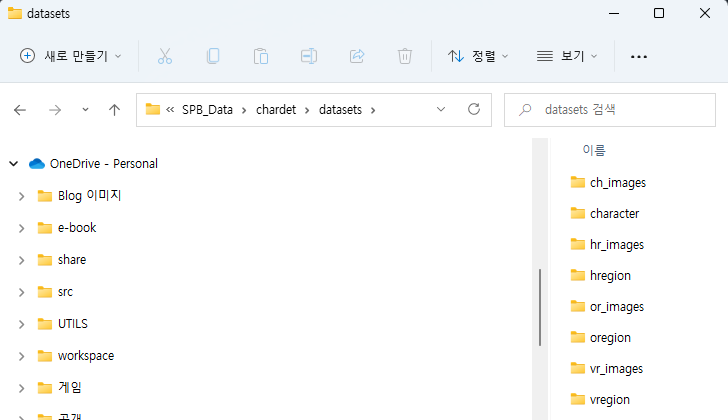 datasets
새로 만들기 정렬 보기
SPB_Data chardet datasets datasets 검색
OneDrive - Personal
Blog 이미지
e-book
share
src
UTILS
workspace
게임
공개
이름
ch_images
character
hr_images
hregion
or_images
oregion
vr_images
vregion